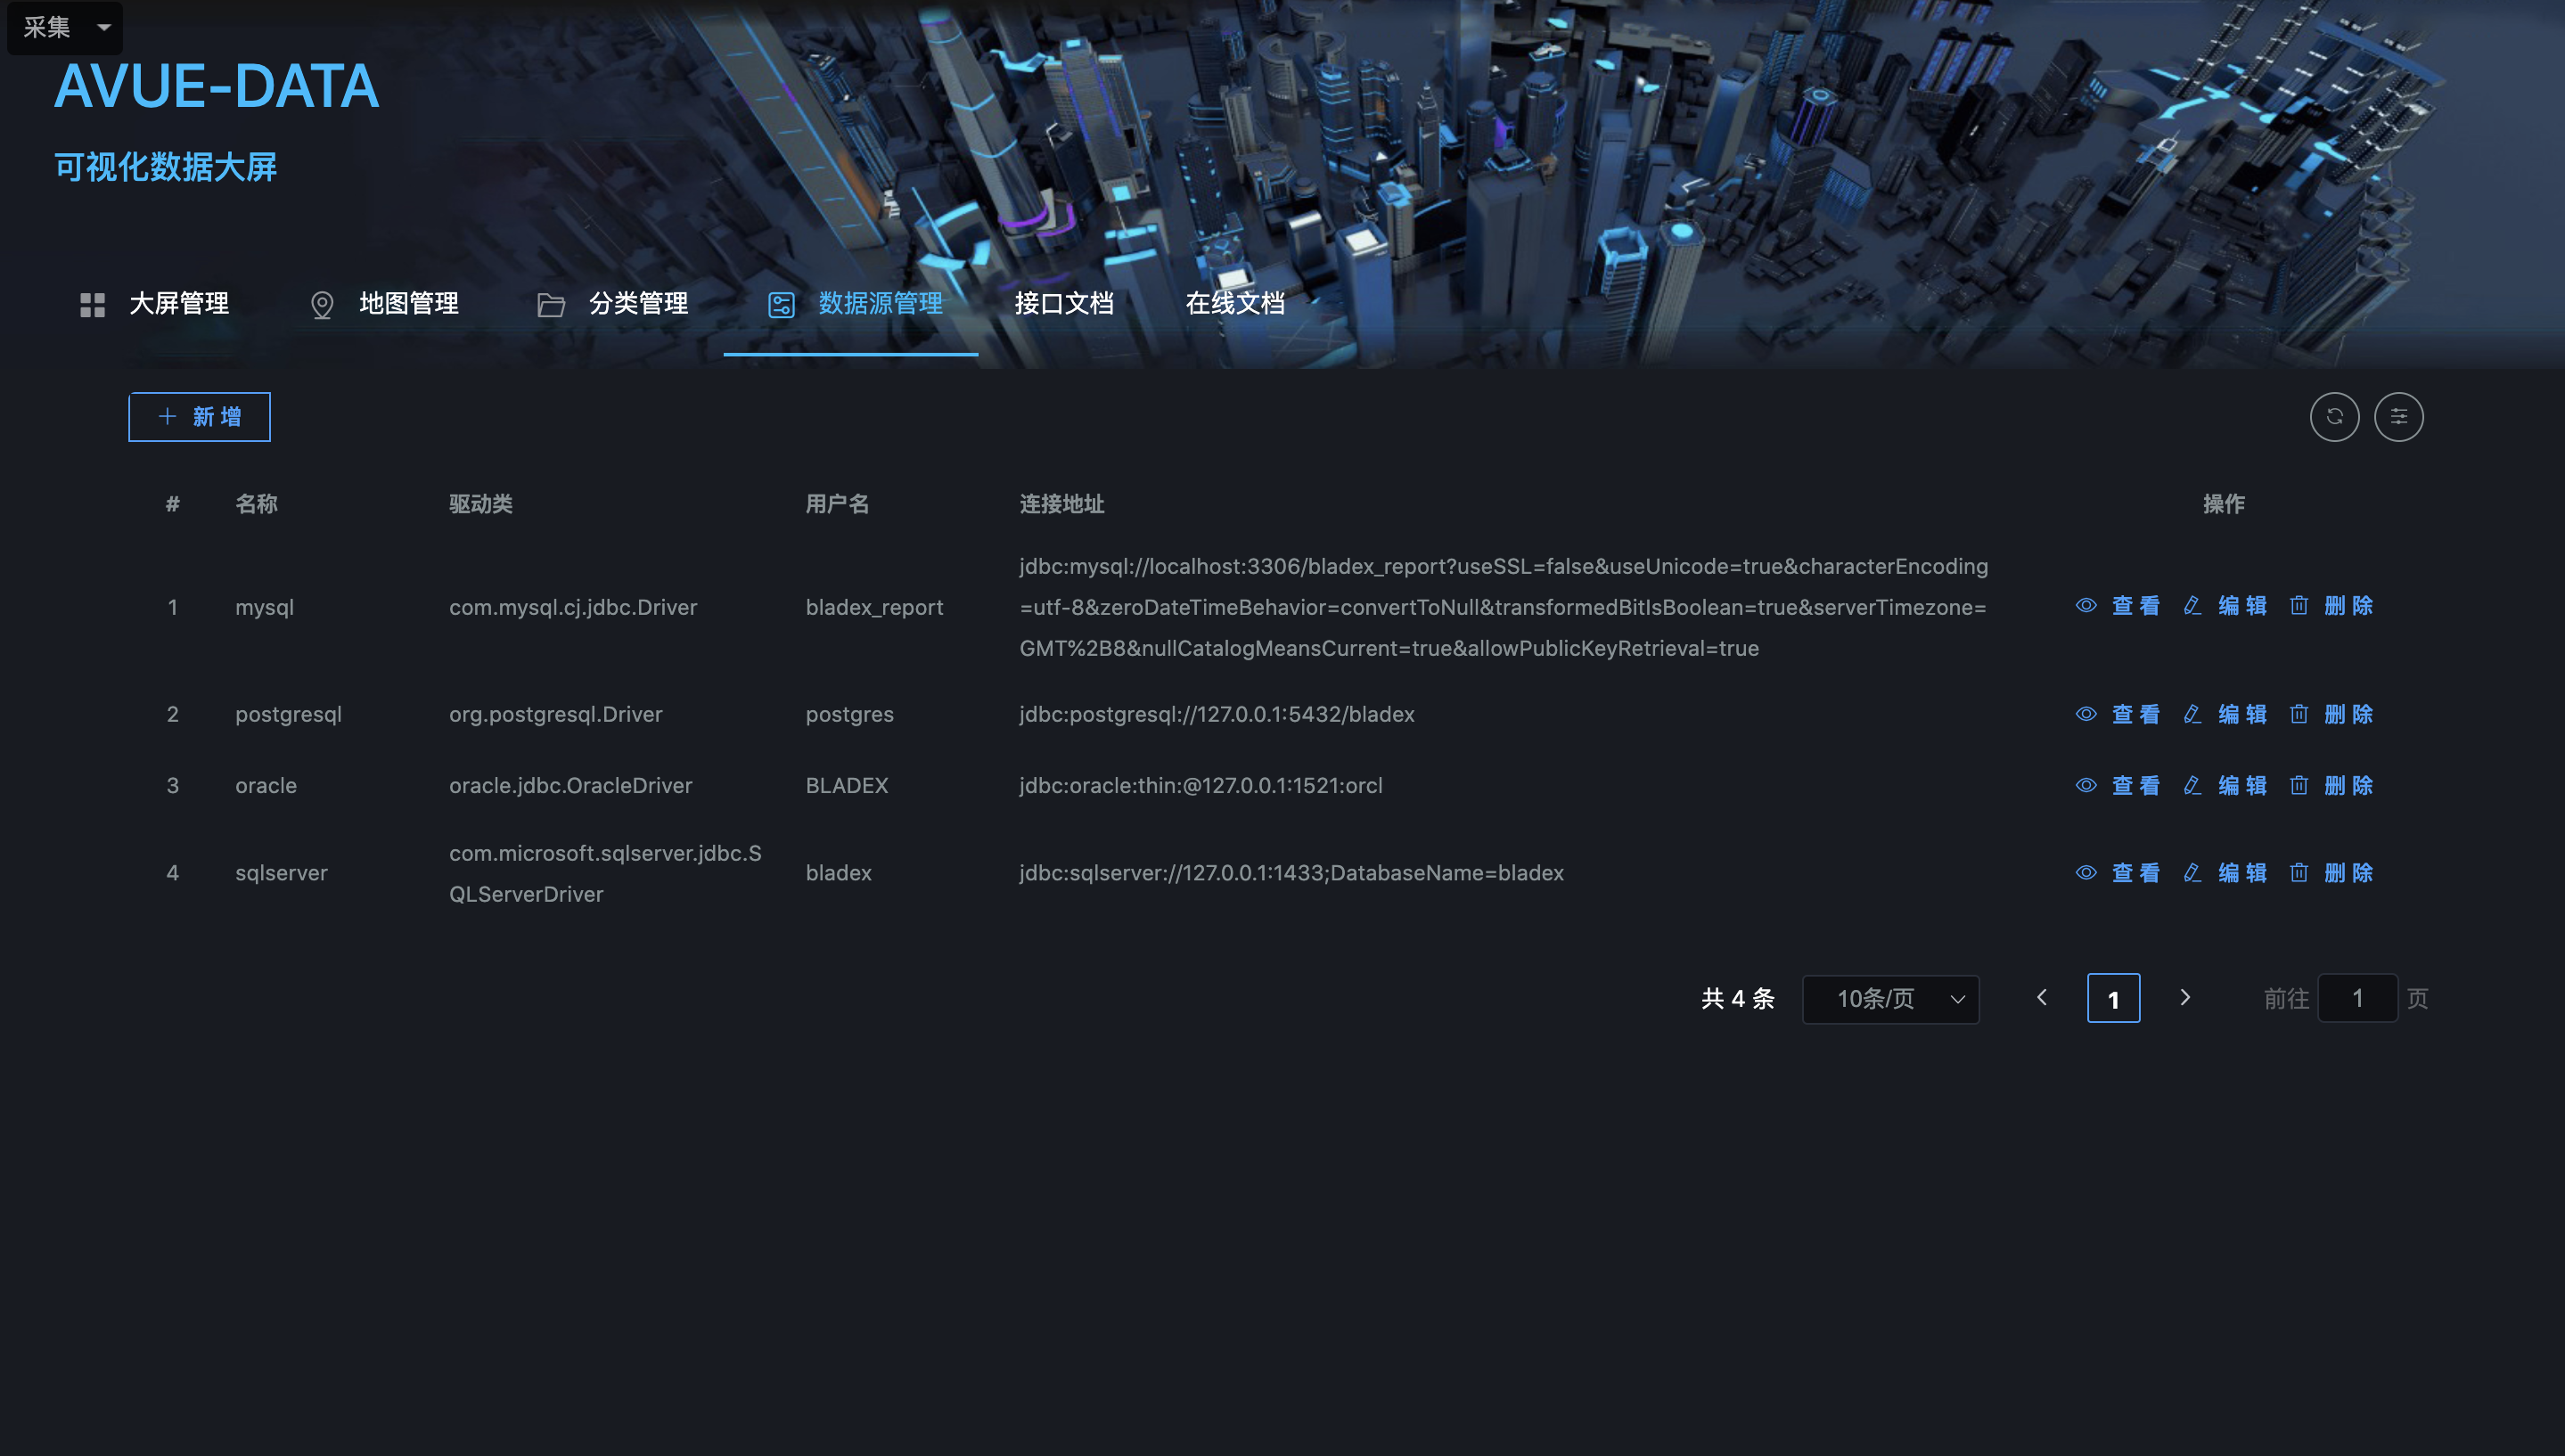 采集
AVUE-DATA
可视化数据大屏
大屏管理 地图管理 分类管理 数据源管理 接口文档 在线文档
新增
# 名称 驱动类 用户名 连接地址 操作
1 mysql com.mysql.cj.jdbc.Driver bladex_report jdbc:mysql://localhost:3306/bladex_report?useSSL=false&useUnicode=true&characterEncoding
=utf-8&zeroDateTimeBehavior=convertToNull&transformedBitIsBoolean=true&serverTimezone=
GMT%2B8&nullCatalogMeansCurrent=true&allowPublicKeyRetrieval=true
查看 编辑 删除
2 postgresql org.postgresql.Driver postgres jdbc:postgresql://127.0.0.1:5432/bladex 查看 编辑 删除
3 oracle oracle.jdbc.OracleDriver BLADEX jdbc:oracle:thin:@127.0.0.1:1521:orcl 查看 编辑 删除
4 sqlserver com.microsoft.sqlserver.jdbc.S
QLServerDriver
bladex jdbc:sqlserver://127.0.0.1:1433;DatabaseName=bladex 查看 编辑 删除
共 4 条 10条/页 1 前往 1 页